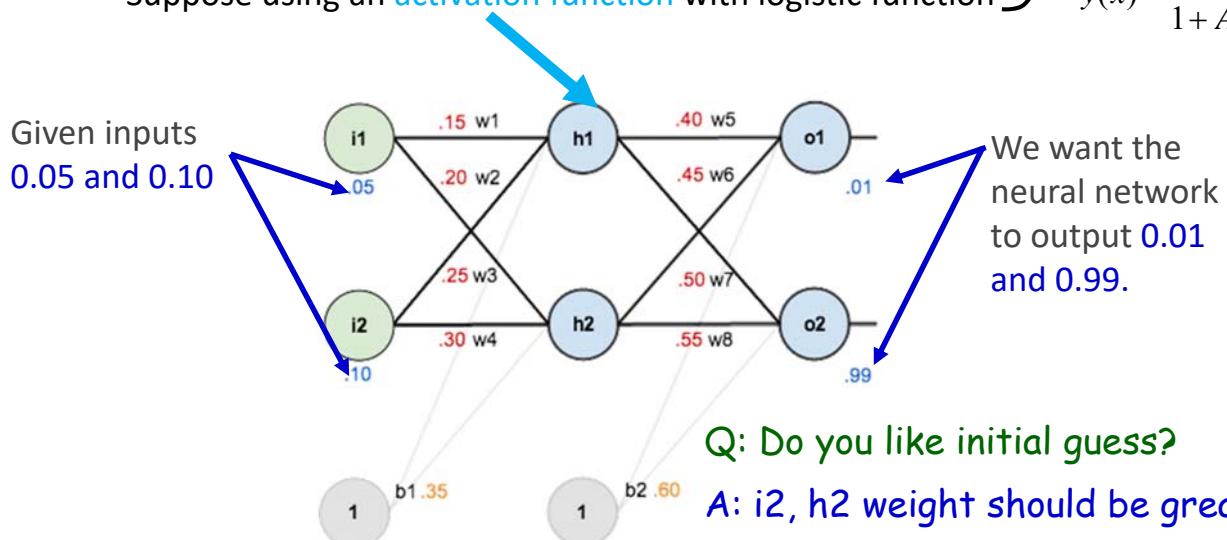 Suppose using an activation function with logistic function
1 + A
Given inputs
0.05 and 0.10
i1
.15 w1
h1
.40 w5
o1
.05
.20 w2
.45 w6
.01
We want the
neural network
to output 0.01
and 0.99.
.25 w3
.50 w7
i2
.30 w4
h2
.55 w8
o2
.10
.99
Q: Do you like initial guess?
b1 .35
b2 .60
1
1
A: i2, h2 weight should be